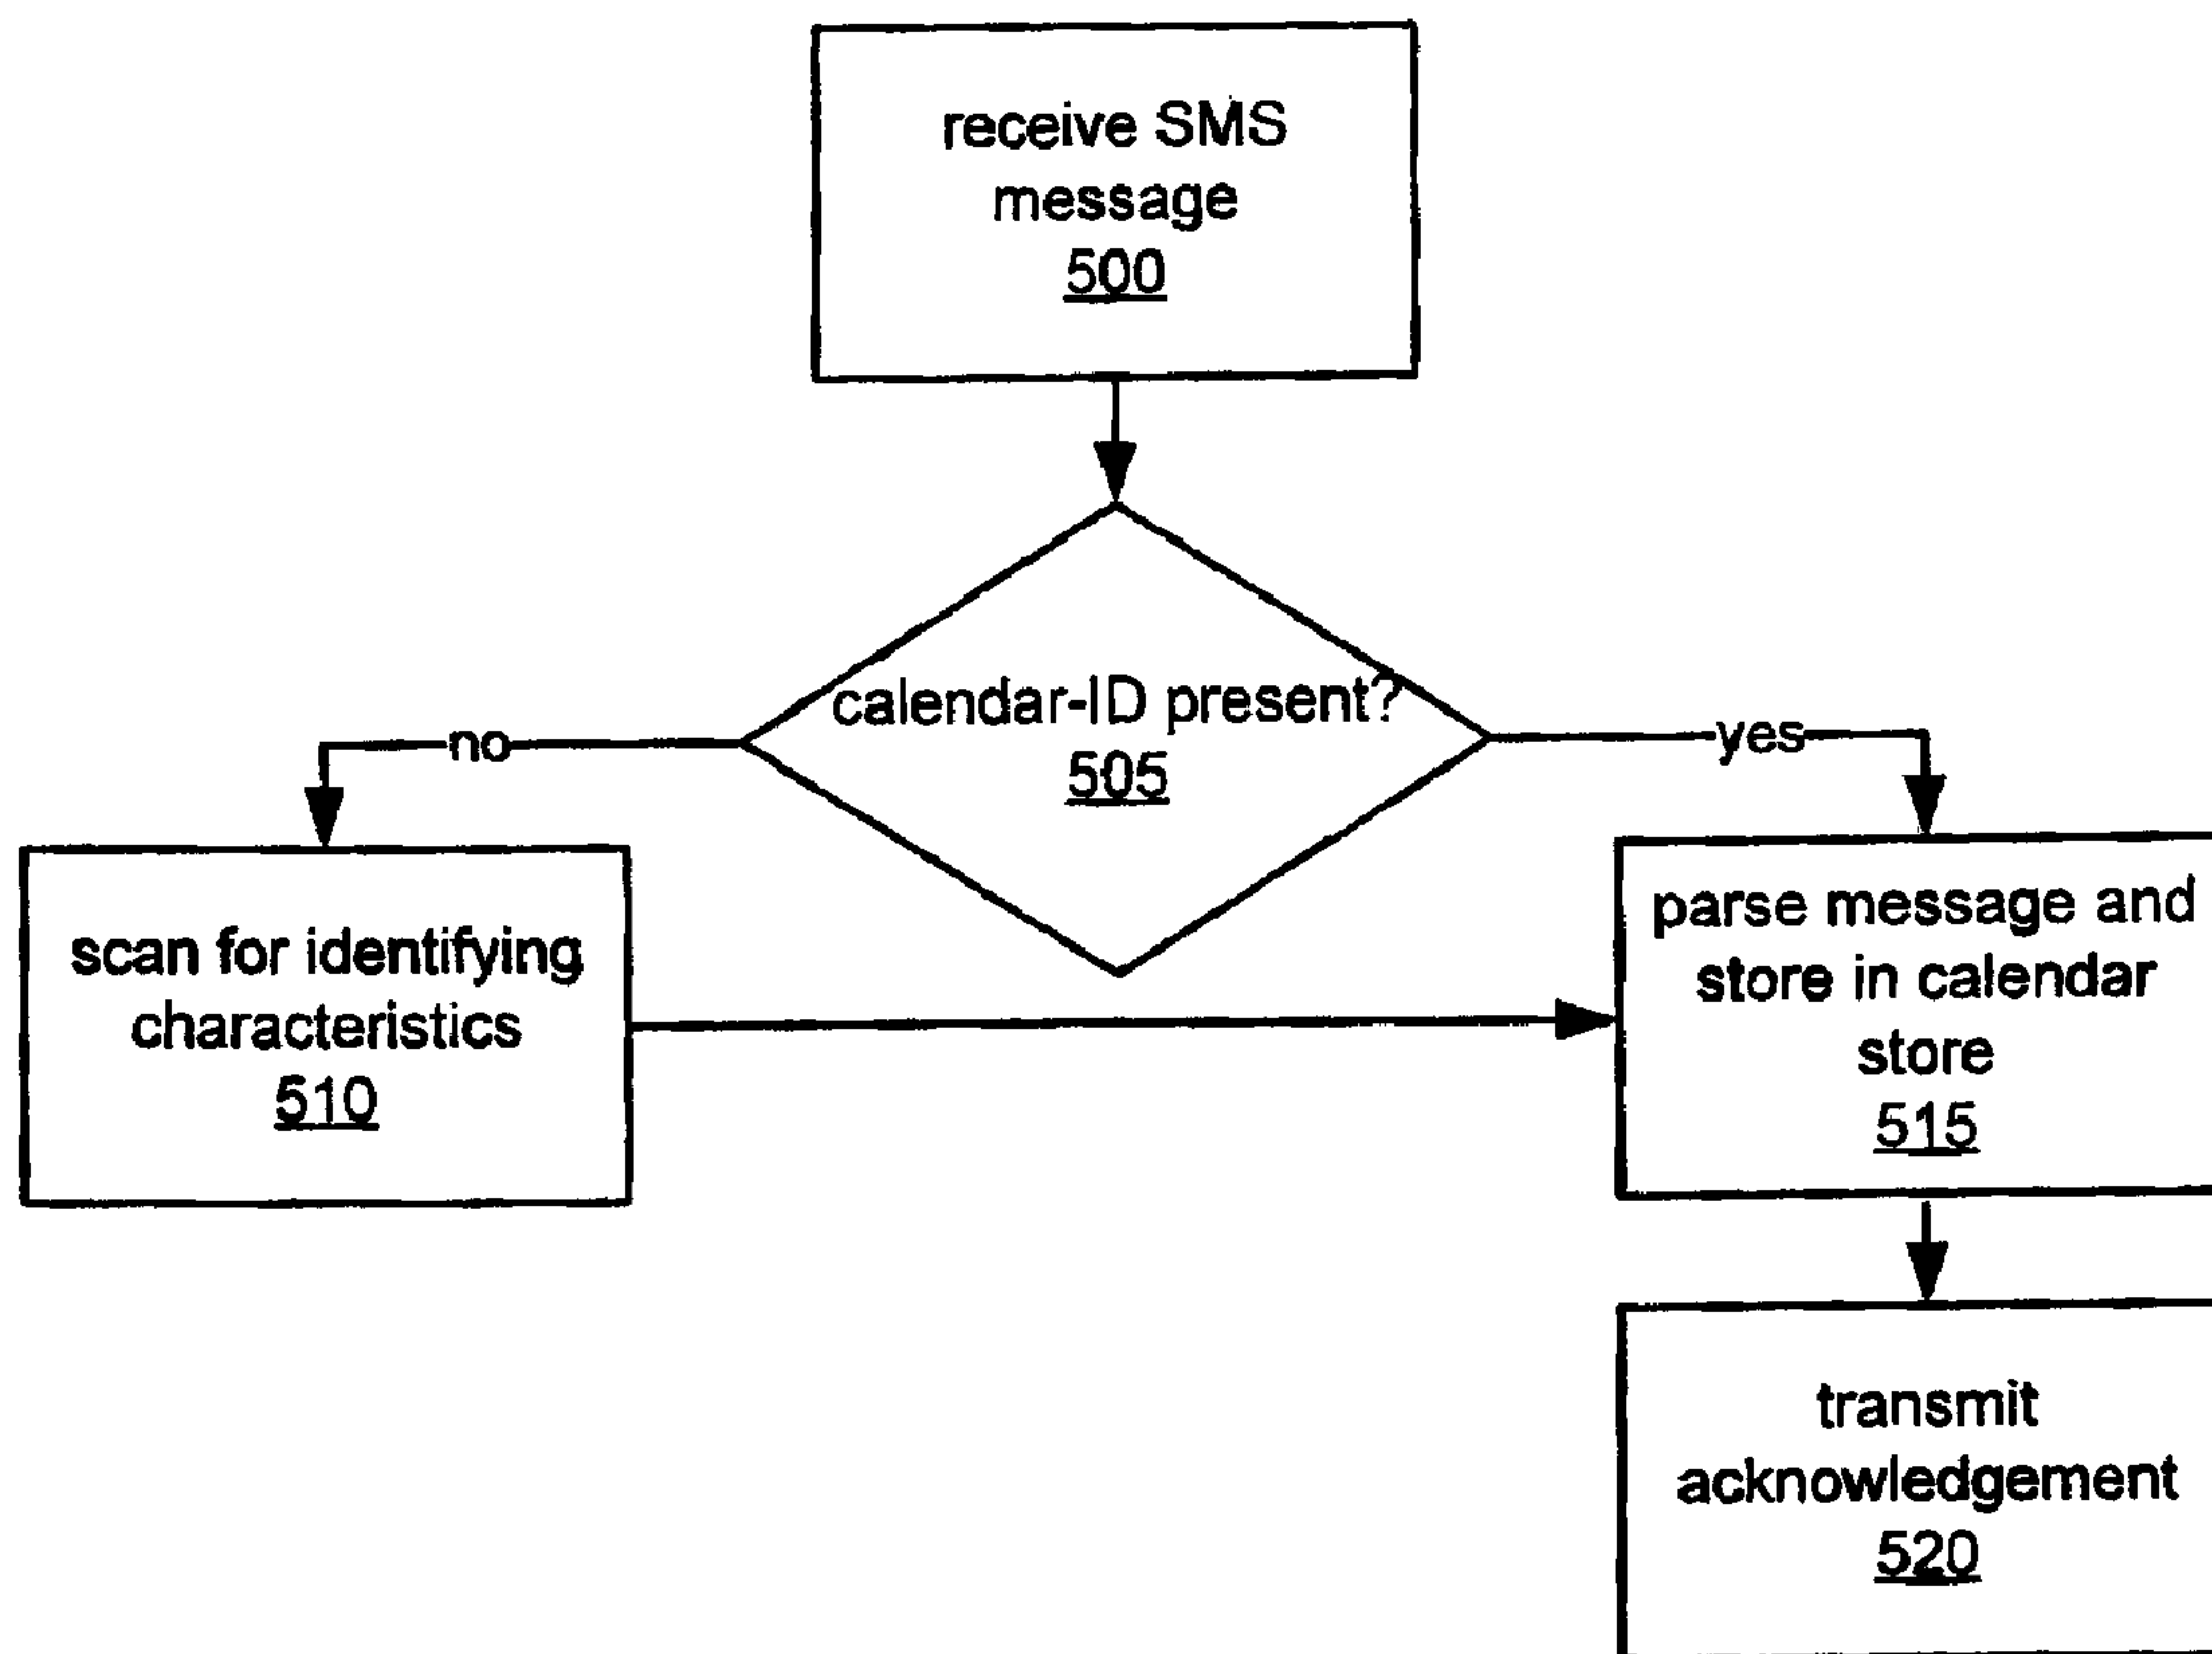 receive SMS
message
500
calendar-ID present?
505
no
yes
scan for identifying
characteristics
510
parse message and
store in calendar
store
515
transmit
acknowledgement
520